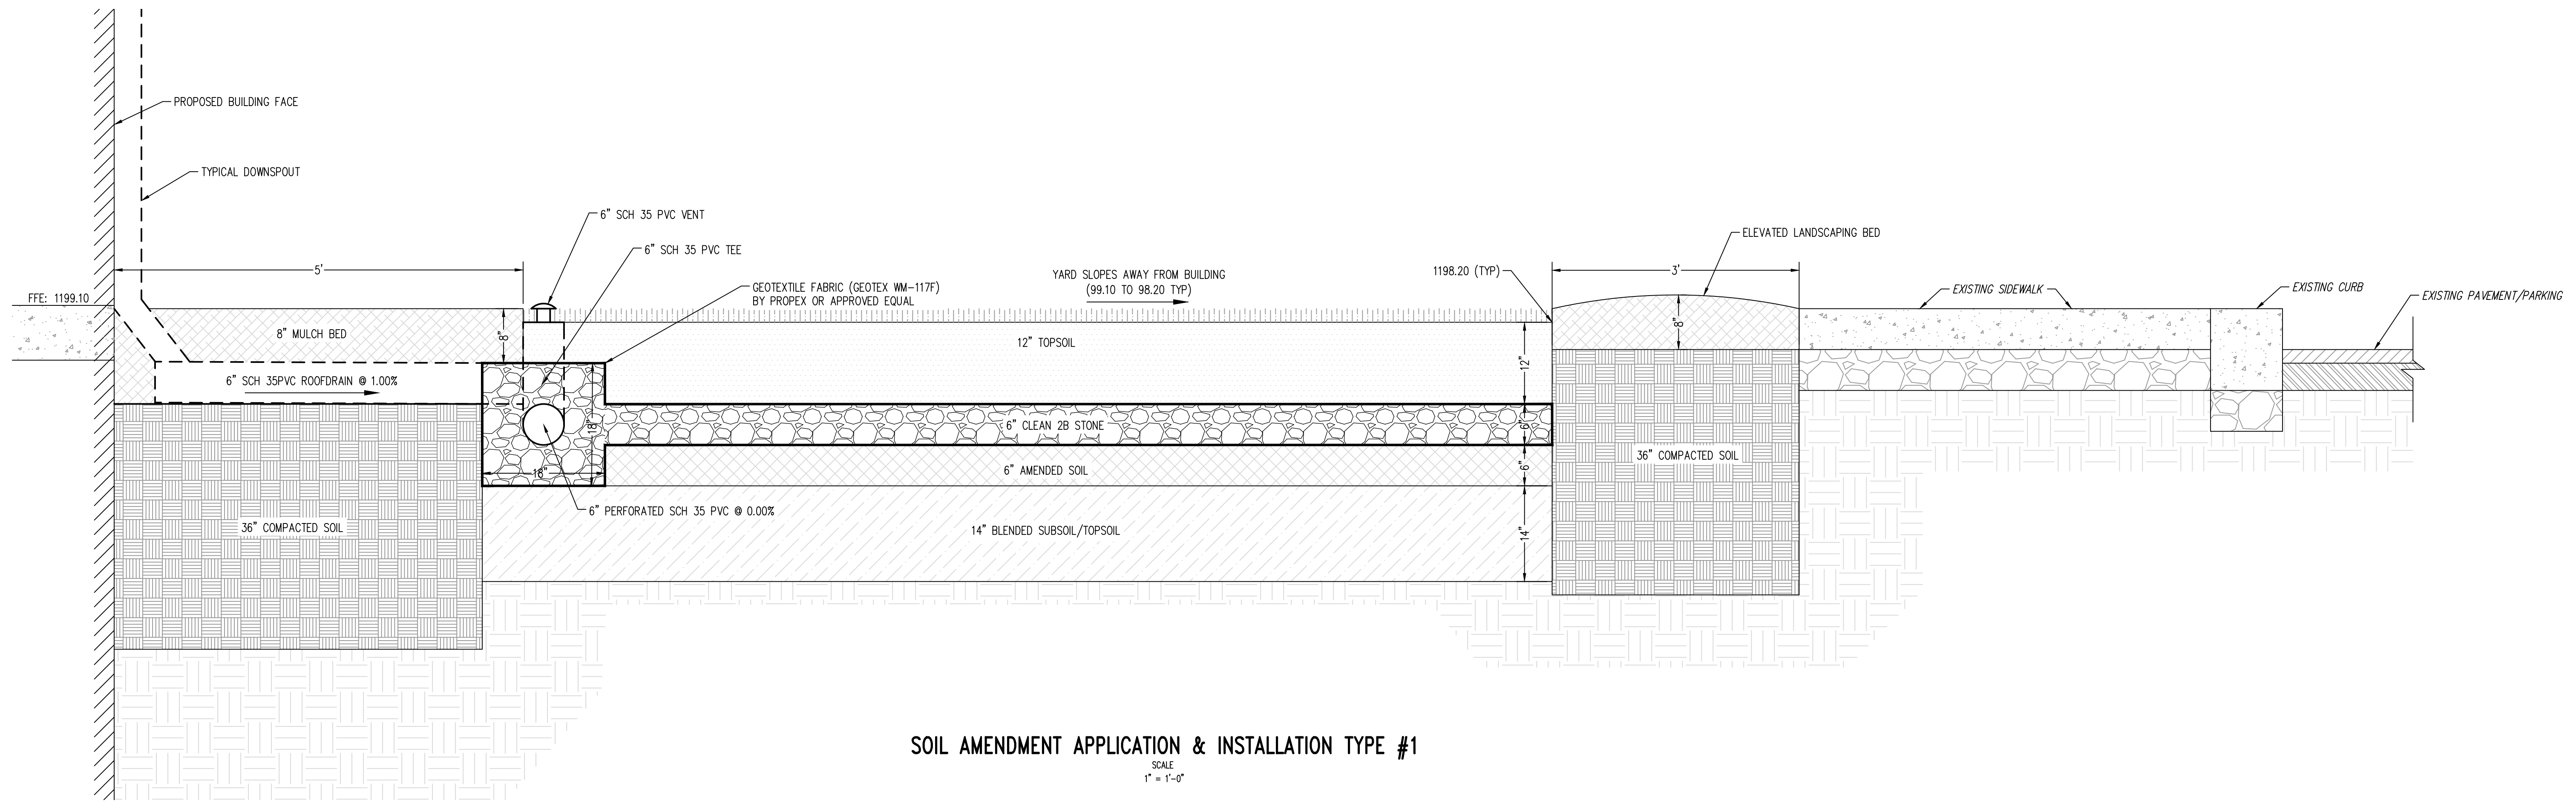 PROPOSED BUILDING FACE
TYPICAL DOWNSPOUT
6" SCH 35 PVC VENT
6" SCH 35 PVC TEE
ELEVATED LANDSCAPING BED
5'
YARD SLOPES AWAY FROM BUILDING
(99.10 TO 98.20 TYP)
1198.20 (TYP)
3'
GEOTEXTILE FABRIC (GEOTEX WM-117F)
BY PROPEX OR APPROVED EQUAL
EXISTING SIDEWALK
EXISTING CURB
EXISTING PAVEMENT/PARKING
FFE: 1199.10
8" MULCH BED
8"
8"
12" TOPSOIL
12"
6" SCH 35PVC ROOFDRAIN @ 1.00%
18"
6" CLEAN 2B STONE
6"
18"
6" AMENDED SOIL
6"
36" COMPACTED SOIL
6" PERFORATED SCH 35 PVC @ 0.00%
36" COMPACTED SOIL
14" BLENDED SUBSOIL/TOPSOIL
14"
SOIL AMENDMENT APPLICATION & INSTALLATION TYPE #1
SCALE
1" = 1'-0"